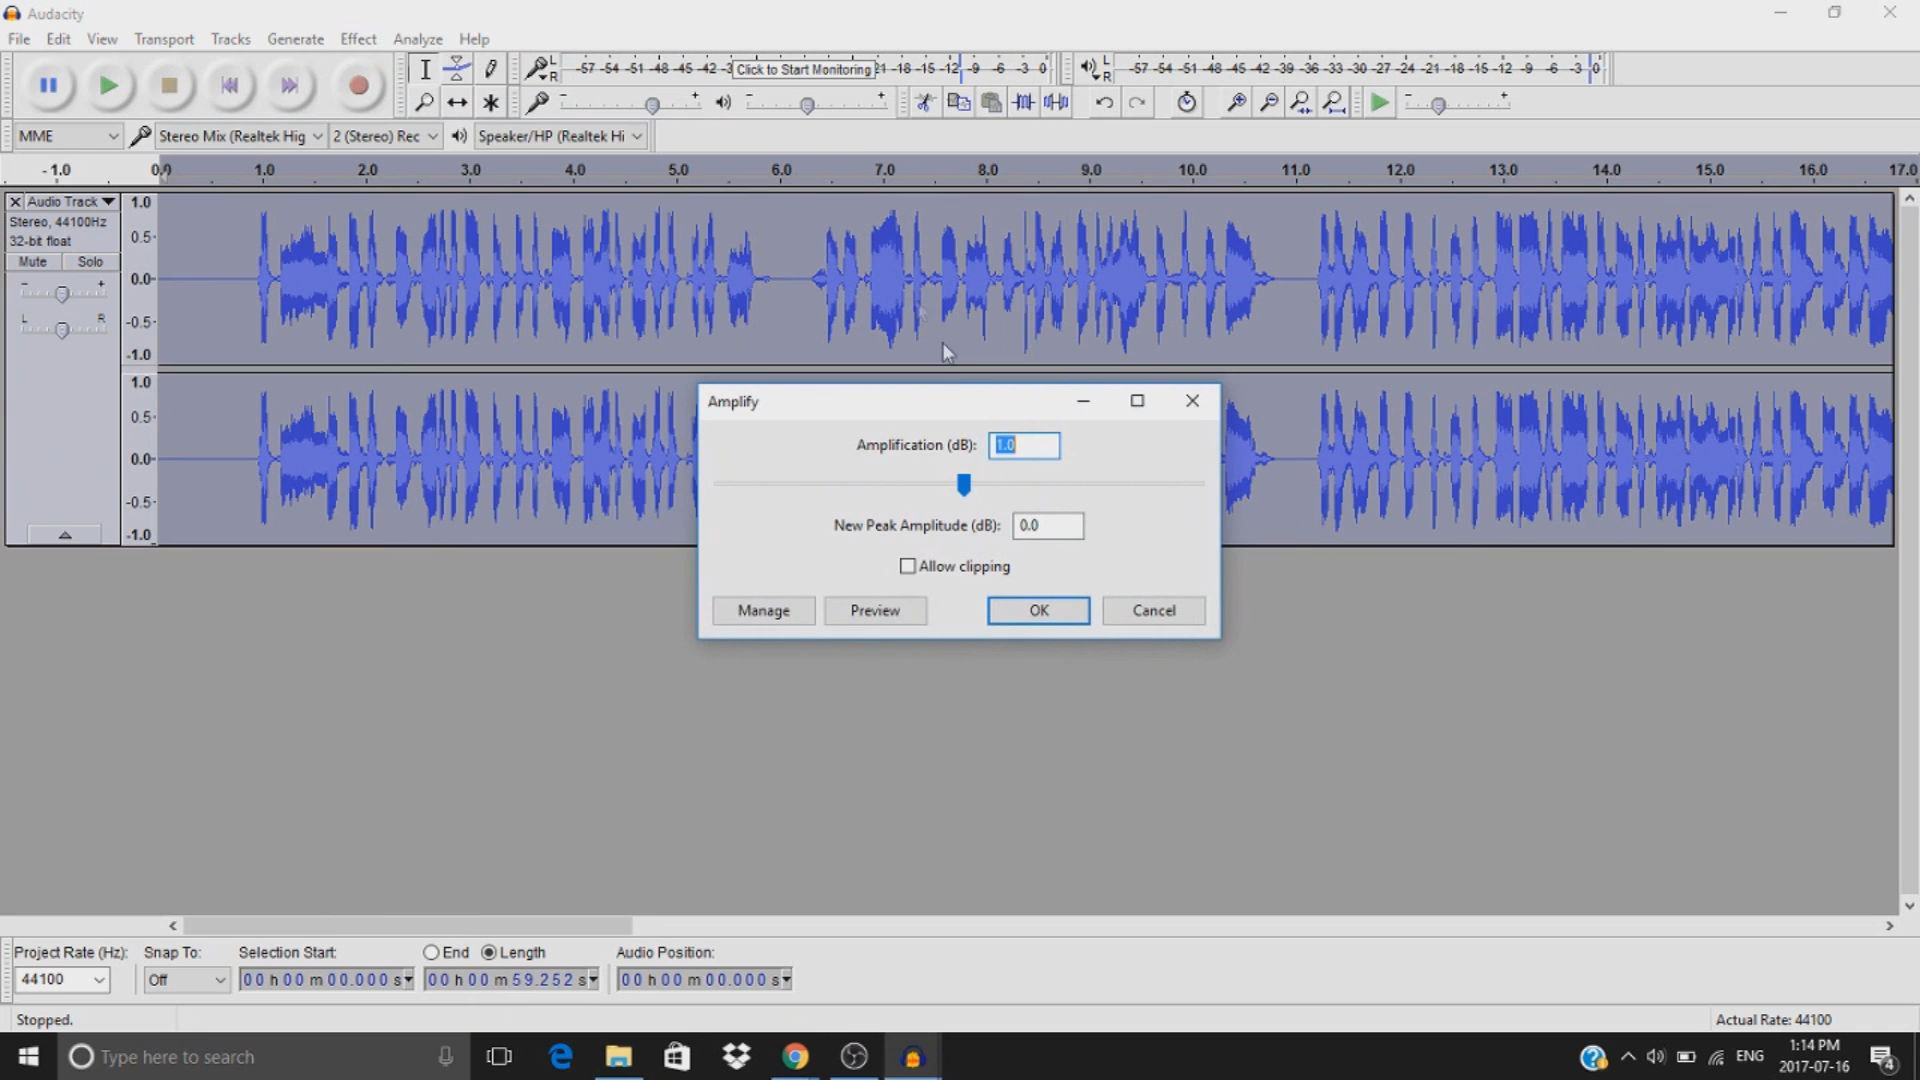 Audacity
File Edit View Transport Tracks Generate Effect Analyze Help
L R -57 -54 -51 -48 -45 -42 -3 Click to Start Monitoring 21 -18 -15 -12 -9 -6 -3 0 L R -57 -54 -51 -48 -45 -42 -39 -36 -33 -30 -27 -24 -21 -18 -15 -12 -9 -6 -3 0
MME Stereo Mix (Realtek Hig 2 (Stereo) Rec Speaker/HP (Realtek Hi
-1.0 0.0 1.0 2.0 3.0 4.0 5.0 6.0 7.0 8.0 9.0 10.0 11.0 12.0 13.0 14.0 15.0 16.0 17.0
X Audio Track 1.0
Stereo, 44100Hz 0.5
32-bit float
Mute Solo
0.0
- +
L R -0.5
-1.0
1.0
0.5
0.0
-0.5
-1.0
Amplify
Amplification (dB): 1.0
New Peak Amplitude (dB): 0.0
Allow clipping
Manage Preview OK Cancel
Project Rate (Hz): Snap To: Selection Start: End Length Audio Position:
44100 Off 00 h 00 m 00.000 s 00 h 00 m 59.252 s 00 h 00 m 00.000 s
Stopped. Actual Rate: 44100
Type here to search ENG 1:14 PM
2017-07-16 4